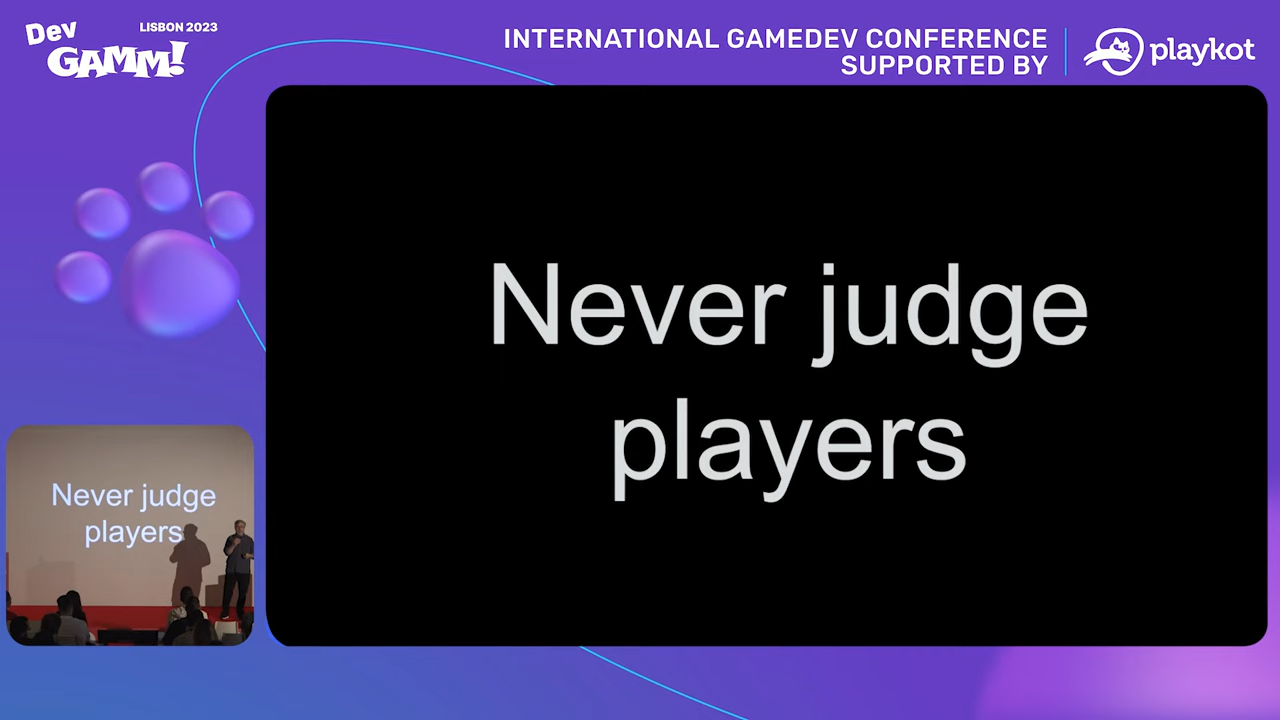 Dev
GAMM!
LISBON 2023
INTERNATIONAL GAMEDEV CONFERENCE
SUPPORTED BY
playkot
Never judge
players
Never judge
players